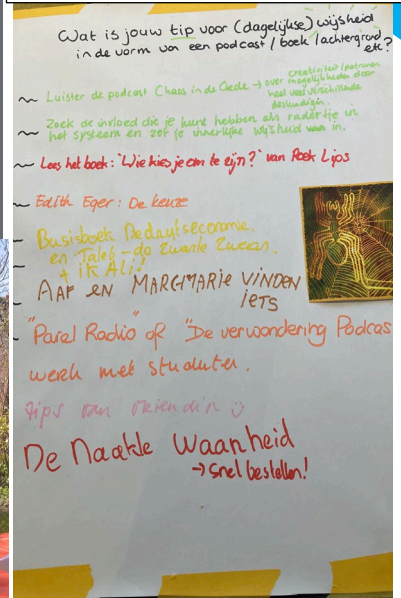 Wat is jouw tip voor (dagelijkse) wijsheid
in de vorm van een podcast / boek / achtergrond
etc?
~ Luister de podcast Chaos in de Orde → over creativiteit / patronen
mogelijkheden door
heel veel verschillende
deskundigen.
~ Zoek de invloed die je kunt hebben als radertje in
het systeem en zet je innerlijke wijsheid in.
~ Lees het boek: 'Wie kies je om te zijn?' van Roek Lips
~ Edith Eger: De keuze
- Basisboek Gedragseconomie.
en Taleb - de zwarte zwaan.
+ ik Ali!
- AAF EN MARGMARIE VINDEN
IETS
- "Parel Radio" of "De verwondering Podcas
werk met studenten.
tips van vriendin
De Naakte Waarheid
→ snel bestellen!